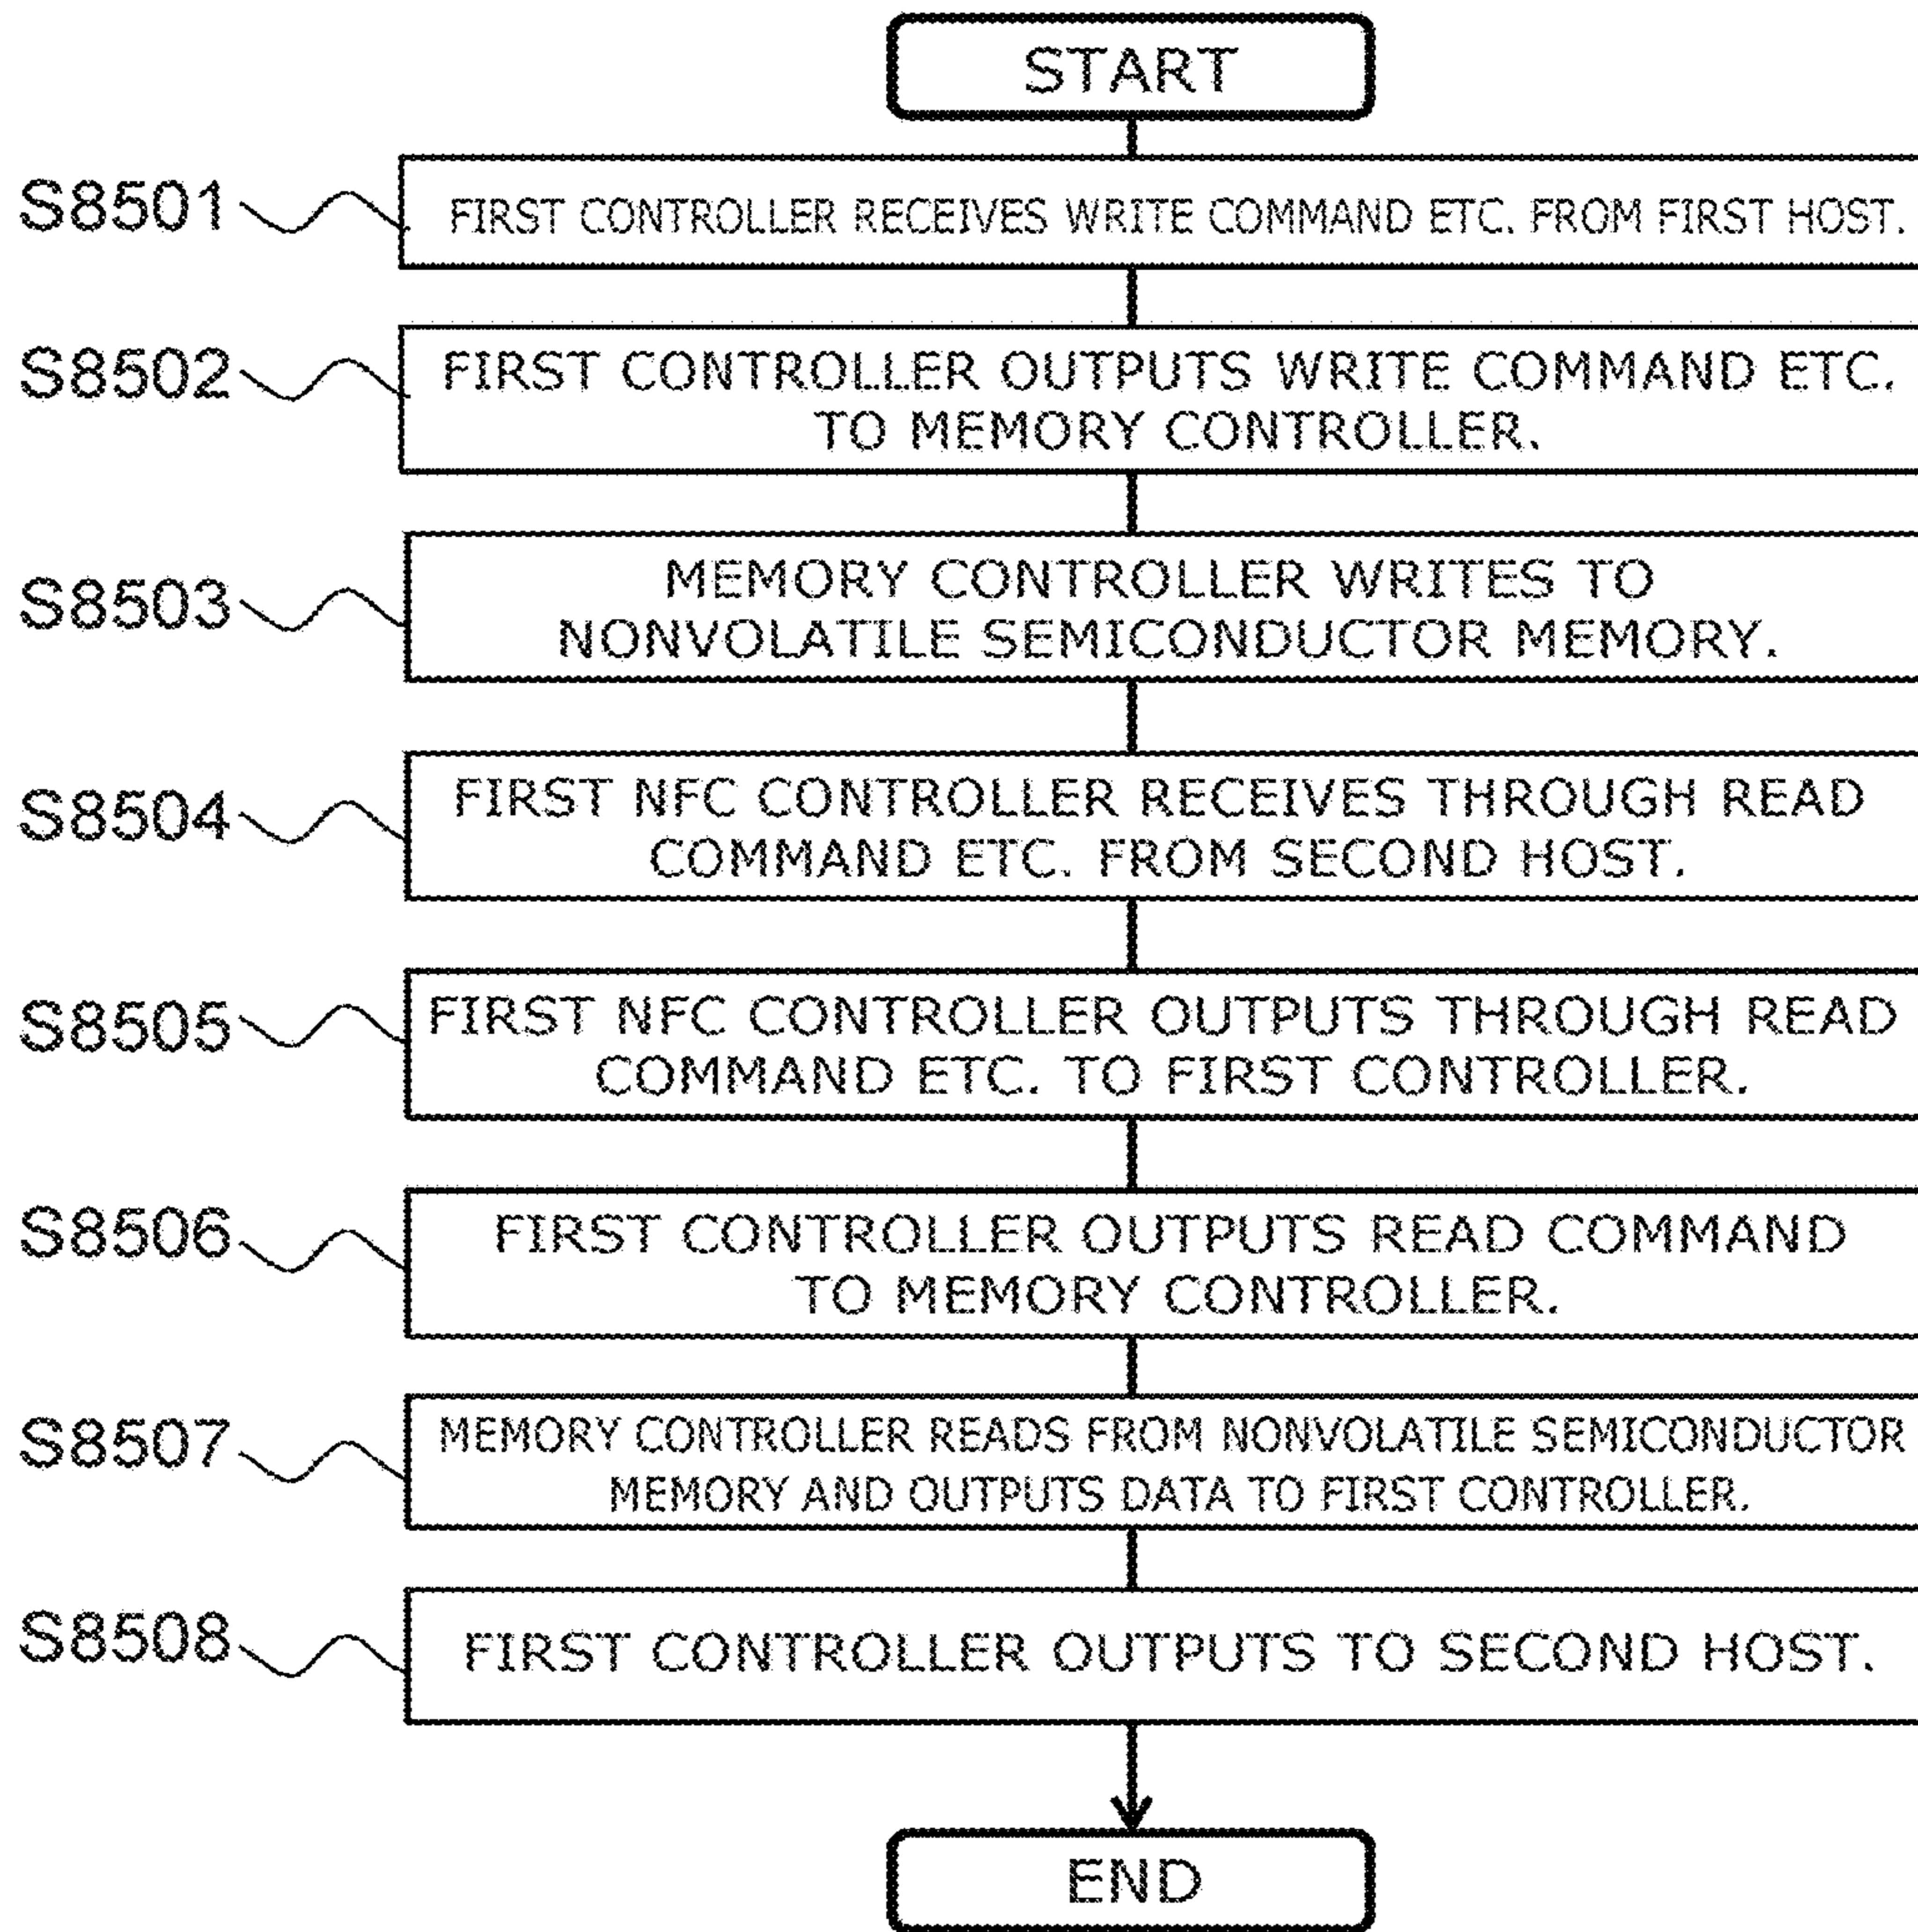 START
S8501
FIRST CONTROLLER RECEIVES WRITE COMMAND ETC. FROM FIRST HOST.
S8502
FIRST CONTROLLER OUTPUTS WRITE COMMAND ETC.
TO MEMORY CONTROLLER.
S8503
MEMORY CONTROLLER WRITES TO
NONVOLATILE SEMICONDUCTOR MEMORY.
S8504
FIRST NFC CONTROLLER RECEIVES THROUGH READ
COMMAND ETC. FROM SECOND HOST.
S8505
FIRST NFC CONTROLLER OUTPUTS THROUGH READ
COMMAND ETC. TO FIRST CONTROLLER.
S8506
FIRST CONTROLLER OUTPUTS READ COMMAND
TO MEMORY CONTROLLER.
S8507
MEMORY CONTROLLER READS FROM NONVOLATILE SEMICONDUCTOR
MEMORY AND OUTPUTS DATA TO FIRST CONTROLLER.
S8508
FIRST CONTROLLER OUTPUTS TO SECOND HOST.
END